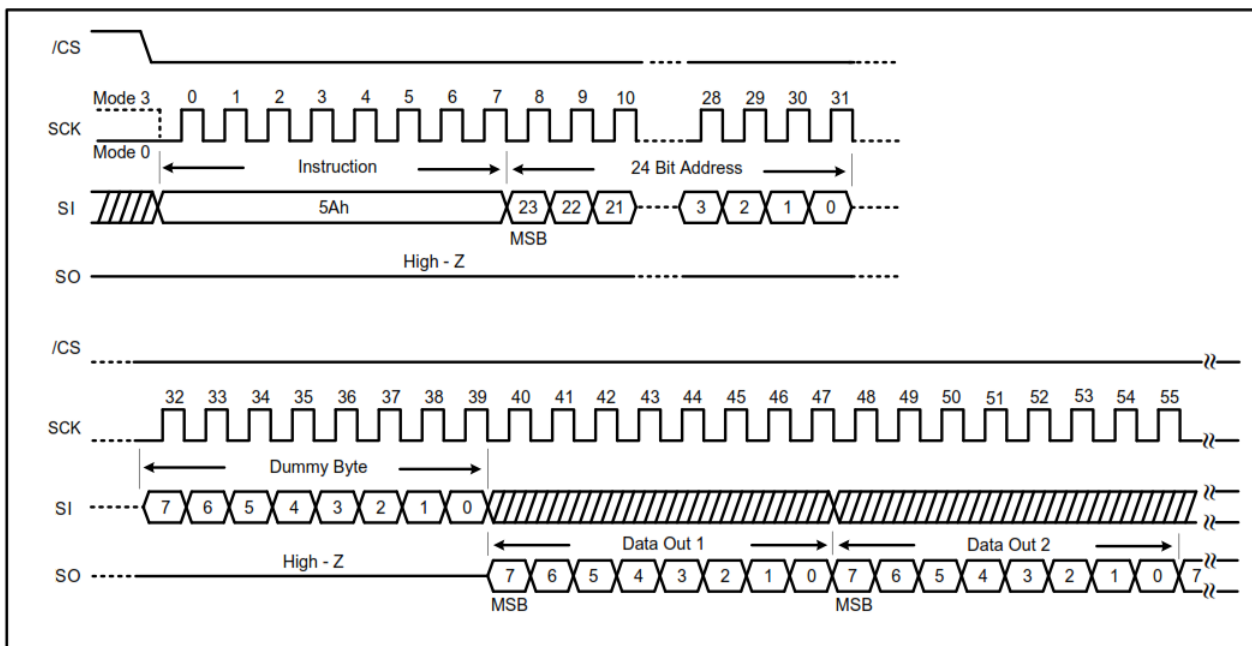 /CS
Mode 3 0 1 2 3 4 5 6 7 8 9 10 28 29 30 31
SCK
Mode 0
Instruction 24 Bit Address
SI 5Ah 23 22 21 3 2 1 0
MSB
High - Z
SO
/CS
32 33 34 35 36 37 38 39 40 41 42 43 44 45 46 47 48 49 50 51 52 53 54 55
SCK
Dummy Byte
SI 7 6 5 4 3 2 1 0
Data Out 1 Data Out 2
High - Z
SO 7 6 5 4 3 2 1 0 7 6 5 4 3 2 1 0 7
MSB MSB